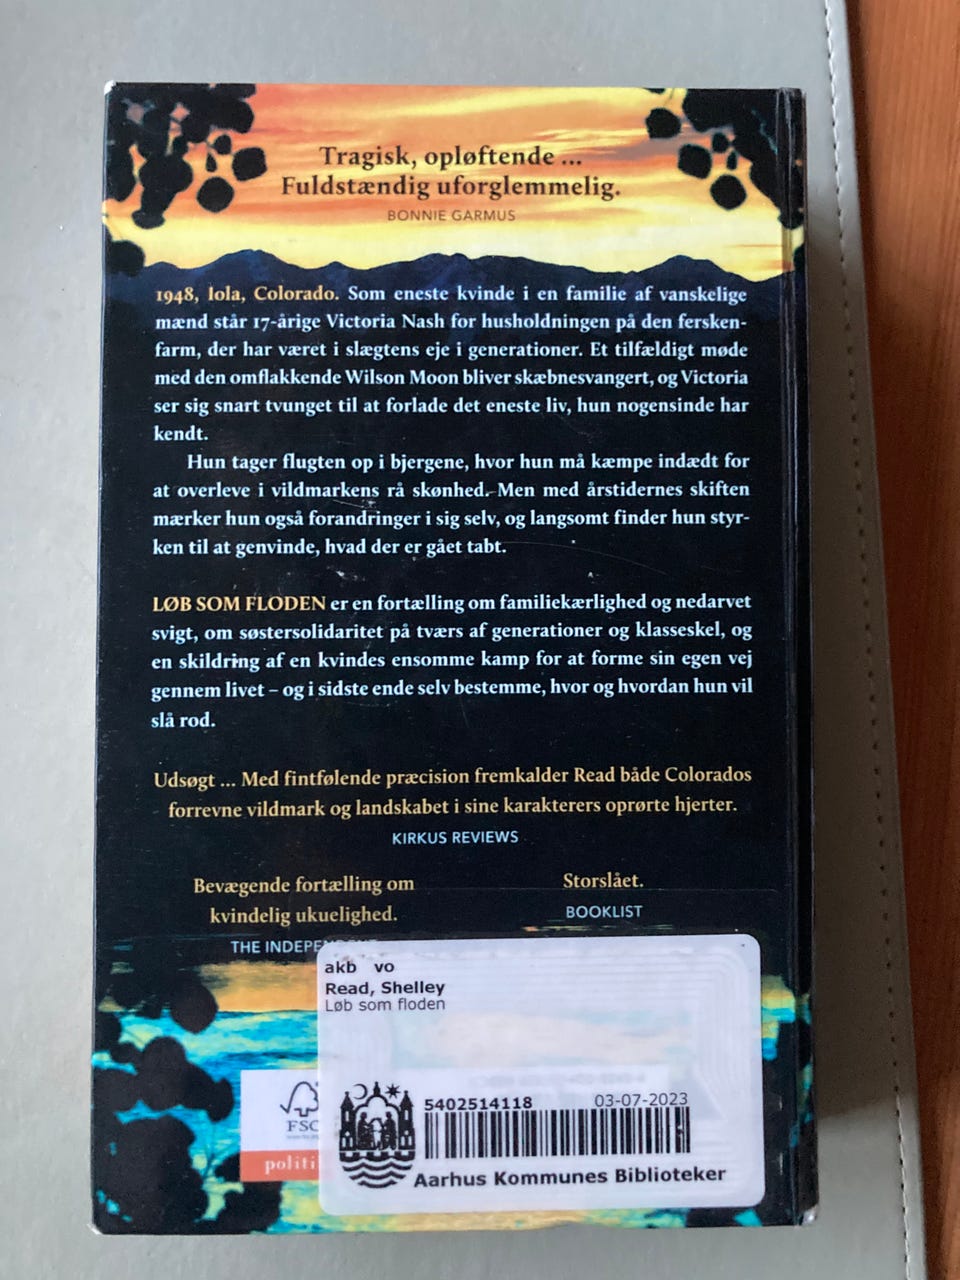 Tragisk, opløftende ...
Fuldstændig uforglemmelig.
BONNIE GARMUS
1948, Iola, Colorado. Som eneste kvinde i en familie af vanskelige
mænd står 17-årige Victoria Nash for husholdningen på den fersken-
farm, der har været i slægtens eje i generationer. Et tilfældigt møde
med den omflakkende Wilson Moon bliver skæbnesvangert, og Victoria
ser sig snart tvunget til at forlade det eneste liv, hun nogensinde har
kendt.
Hun tager flugten op i bjergene, hvor hun må kæmpe indædt for
at overleve i vildmarkens rå skønhed. Men med årstidernes skiften
mærker hun også forandringer i sig selv, og langsomt finder hun styr-
ken til at genvinde, hvad der er gået tabt.
LØB SOM FLODEN er en fortælling om familiekærlighed og nedarvet
svigt, om søstersolidaritet på tværs af generationer og klasseskel, og
en skildring af en kvindes ensomme kamp for at forme sin egen vej
gennem livet – og i sidste ende selv bestemme, hvor og hvordan hun vil
slå rod.
Udsøgt ... Med fintfølende præcision fremkalder Read både Colorados
forrevne vildmark og landskabet i sine karakterers oprørte hjerter.
KIRKUS REVIEWS
Bevægende fortælling om
kvindelig ukuelighed.
THE INDEPENDENT
Storslået.
BOOKLIST
akb vo
Read, Shelley
Løb som floden
FSC
politi
5402514118 03-07-2023
Aarhus Kommunes Biblioteker